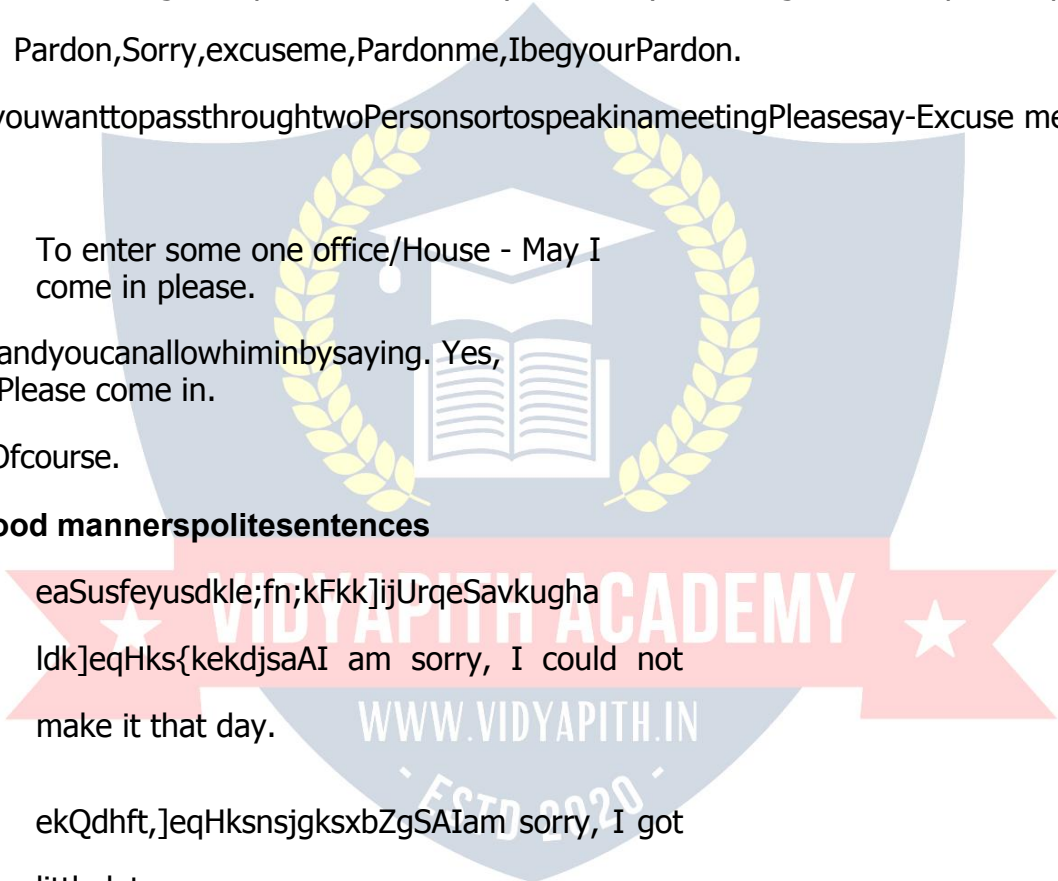 Pardon,Sorry,excuseme,Pardonme,IbegyourPardon.
youwanttopassthroughtwoPersonsortospeakinameetingPleasesay-Excuse me
To enter some one office/House - May I
come in please.
andyoucanallowhiminbysaying. Yes,
Please come in.
Ofcourse.
ood mannerspolitesentences
eaSusfeyusdkle;fn;kFkk]ijUrqeSavkugha
VIDYAPITH ACADEMY
ldk]eqHks{kekdjsaAI am sorry, I could not
make it that day.
WWW.VIDYAPITH.IN
ESTD 2020
ekQdhft,]eqHksnsjgksxbZgSAIam sorry, I got